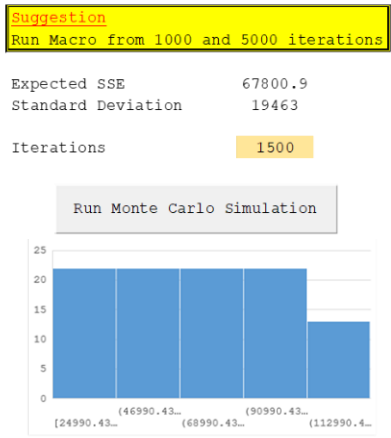 Suggestion
Run Macro from 1000 and 5000 iterations
Expected SSE 67800.9
Standard Deviation 19463
Iterations 1500
Run Monte Carlo Simulation
25
20
15
10
5
0
(46990.43… (90990.43…
[24990.43… (68990.43… (112990.4…